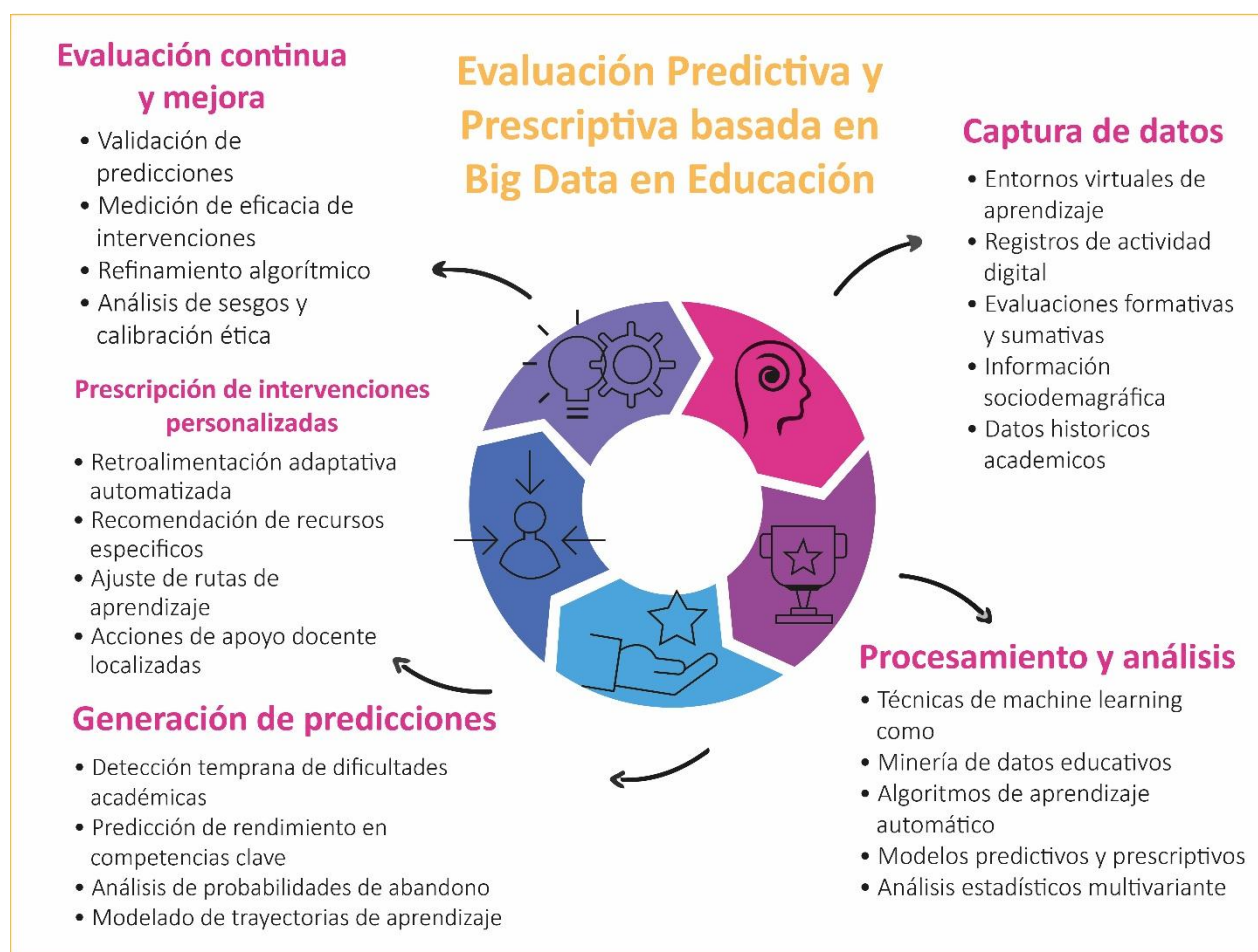 Evaluación Predictiva y
Prescriptiva basada en
Big Data en Educación
Evaluación continua
y mejora
• Validación de
predicciones
• Medición de eficacia de
intervenciones
• Refinamiento algorítmico
• Análisis de sesgos y
calibración ética
Captura de datos
• Entornos virtuales de
aprendizaje
• Registros de actividad
digital
• Evaluaciones formativas
y sumativas
• Información
sociodemagráfica
• Datos historicos
academicos
Prescripción de intervenciones
personalizadas
• Retroalimentación adaptativa
automatizada
• Recomendación de recursos
especificos
• Ajuste de rutas de
aprendizaje
• Acciones de apoyo docente
localizadas
Procesamiento y análisis
• Técnicas de machine learning
como
• Minería de datos educativos
• Algoritmos de aprendizaje
automático
• Modelos predictivos y prescriptivos
• Análisis estadísticos multivariante
Generación de predicciones
• Detección temprana de dificultades
académicas
• Predicción de rendimiento en
competencias clave
• Análisis de probabilidades de abandono
• Modelado de trayectorias de aprendizaje